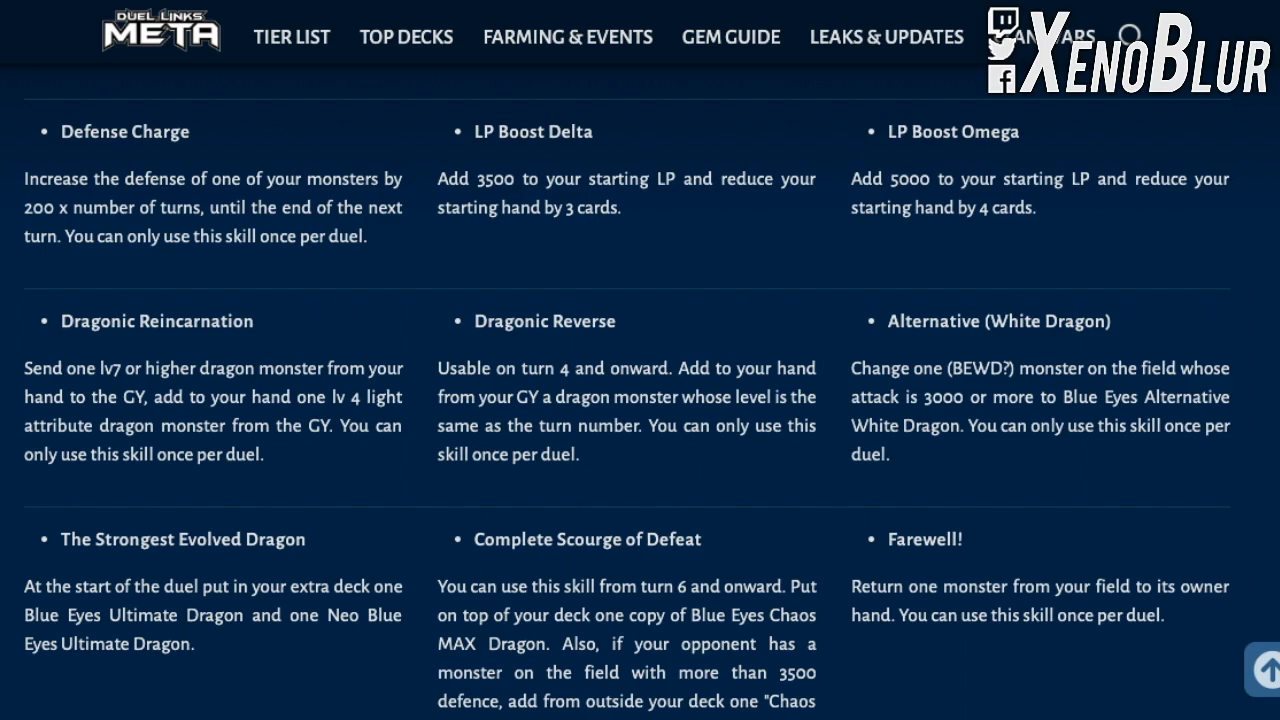 DUEL LINKS
META
TIER LIST
TOP DECKS
FARMING & EVENTS
GEM GUIDE
LEAKS & UPDATES
XENOBLUR
• Defense Charge
Increase the defense of one of your monsters by
200 x number of turns, until the end of the next
turn. You can only use this skill once per duel.
• LP Boost Delta
Add 3500 to your starting LP and reduce your
starting hand by 3 cards.
• LP Boost Omega
Add 5000 to your starting LP and reduce your
starting hand by 4 cards.
• Dragonic Reincarnation
Send one lv7 or higher dragon monster from your
hand to the GY, add to your hand one lv 4 light
attribute dragon monster from the GY. You can
only use this skill once per duel.
• Dragonic Reverse
Usable on turn 4 and onward. Add to your hand
from your GY a dragon monster whose level is the
same as the turn number. You can only use this
skill once per duel.
• Alternative (White Dragon)
Change one (BEWD?) monster on the field whose
attack is 3000 or more to Blue Eyes Alternative
White Dragon. You can only use this skill once per
duel.
• The Strongest Evolved Dragon
At the start of the duel put in your extra deck one
Blue Eyes Ultimate Dragon and one Neo Blue
Eyes Ultimate Dragon.
• Complete Scourge of Defeat
You can use this skill from turn 6 and onward. Put
on top of your deck one copy of Blue Eyes Chaos
MAX Dragon. Also, if your opponent has a
monster on the field with more than 3500
defence, add from outside your deck one "Chaos
• Farewell!
Return one monster from your field to its owner
hand. You can use this skill once per duel.